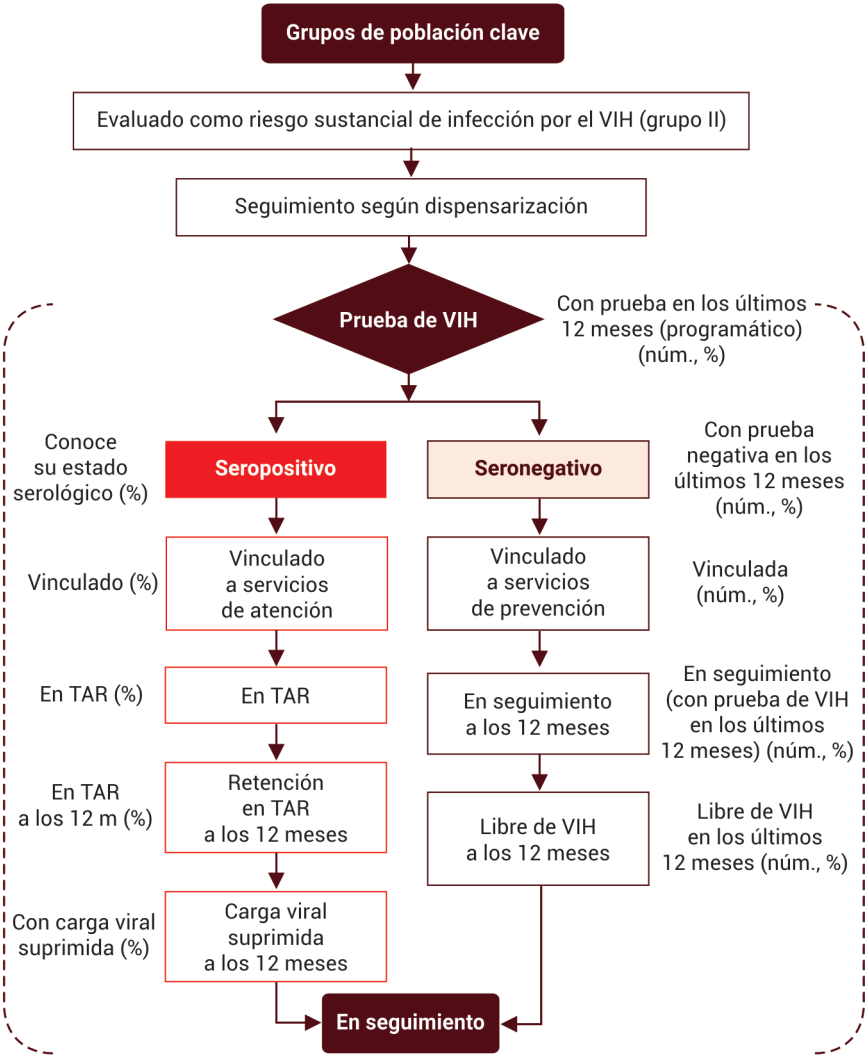 Grupos de población clave
Evaluado como riesgo sustancial de infección por el VIH (grupo II)
Seguimiento según dispensarización
Prueba de VIH
Con prueba en los últimos
12 meses (programático)
(núm., %)
Conoce
su estado
serológico (%)
Seropositivo
Seronegativo
Con prueba
negativa en los
últimos 12 meses
(núm., %)
Vinculado (%)
Vinculado
a servicios
de atención
Vinculado
a servicios
de prevención
Vinculada
(núm., %)
En TAR (%)
En TAR
En seguimiento
a los 12 meses
En seguimiento
(con prueba de VIH
en los últimos
12 meses) (núm., %)
En TAR
a los 12 m (%)
Retención
en TAR
a los 12 meses
Libre de VIH
a los 12 meses
Libre de VIH
en los últimos
12 meses (núm., %)
Con carga viral
suprimida (%)
Carga viral
suprimida
a los 12 meses
En seguimiento